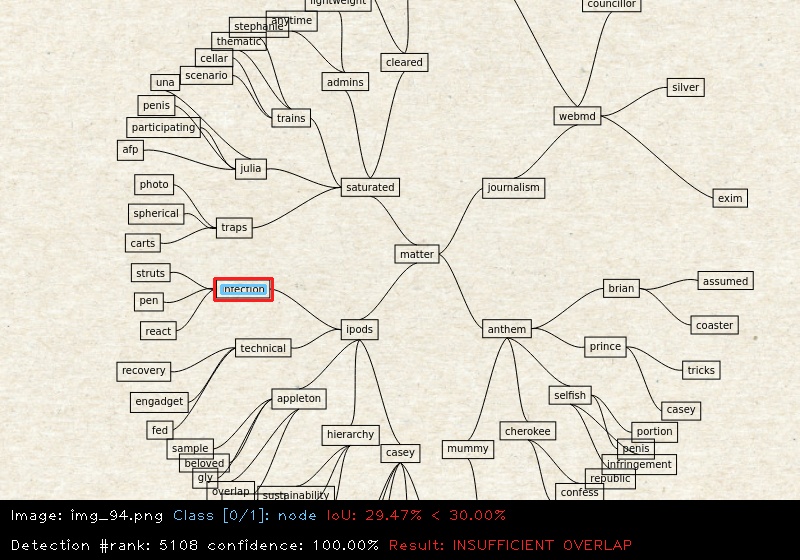 lightweight
councillor
anytime
stephanie
thematic
cleared
cellar
scenario
una
admins
silver
penis
webmd
participating
trains
afp
julia
photo
saturated
journalism
exim
spherical
traps
carts
matter
struts
assumed
brian
pen
coaster
react
ipods
anthem
technical
prince
recovery
tricks
engadget
appleton
selfish
casey
fed
hierarchy
cherokee
portion
sample
casey
mummy
penis
beloved
infringement
gly
republic
overlap
sustainability
confess
Image: img_94.png Class [0/1]: node IoU: 29.47% < 30.00%
Detection #rank: 5108 confidence: 100.00% Result: INSUFFICIENT OVERLAP